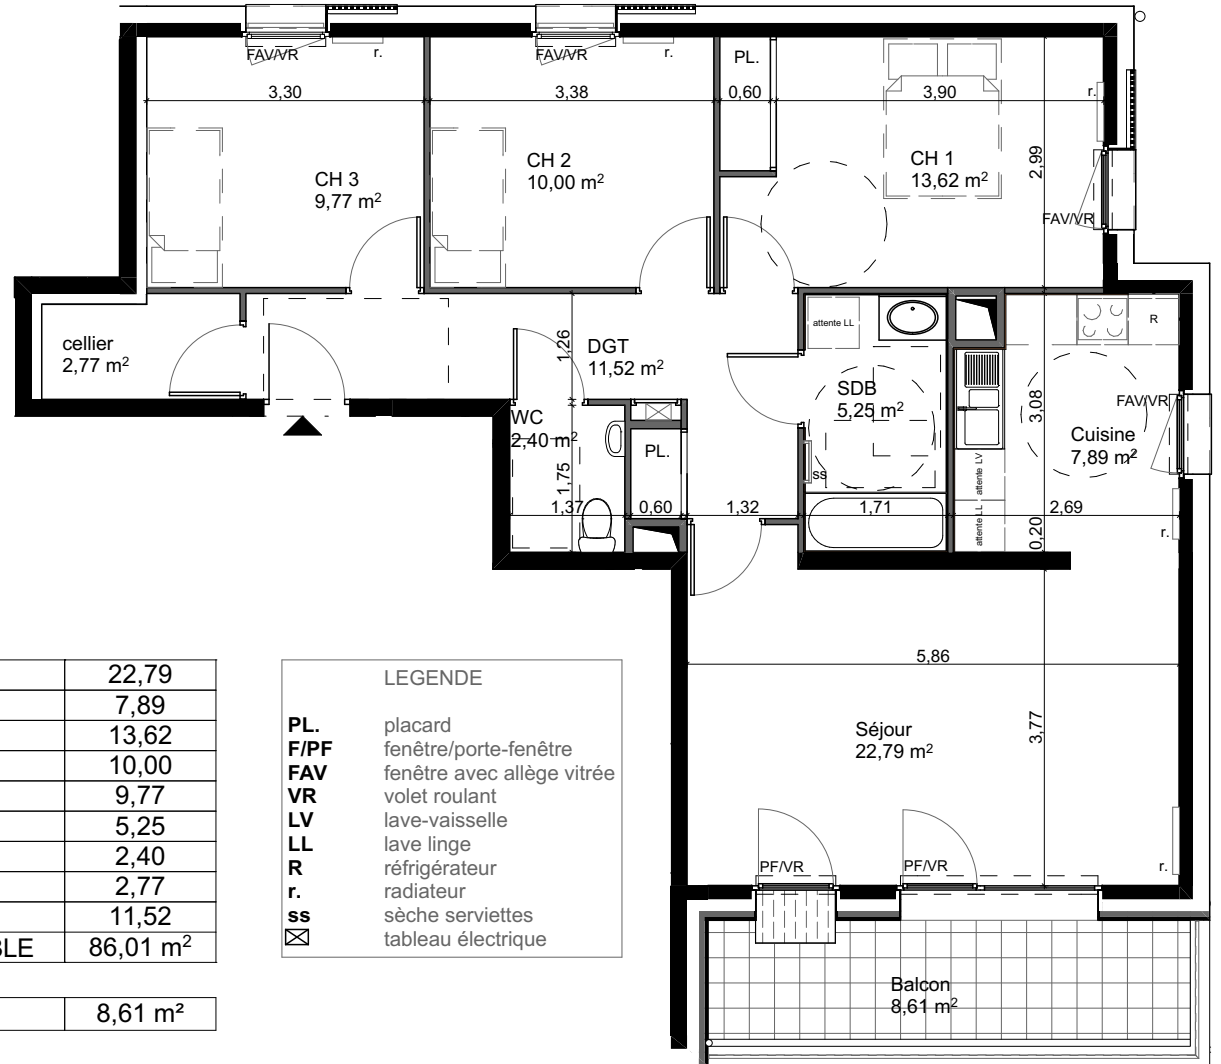 FAV/VR
r.
FAV/VR
r.
PL.
3,30
3,38
0,60
3,90
r.
CH 3
9,77 m²
CH 2
10,00 m²
CH 1
13,62 m²
2,99
FAV/VR
cellier
2,77 m²
1,26
DGT
11,52 m²
attente LL
R
SDB
5,25 m²
3,08
FAV/VR
Cuisine
7,89 m²
WC
2,40 m²
PL.
1,75
ss
attente LV
attente LL
1,37
0,60
1,32
1,71
2,69
0,20
r.
5,86
Séjour
22,79 m²
3,77
PF/VR
PF/VR
r.
Balcon
8,61 m²
22,79
7,89
13,62
10,00
9,77
5,25
2,40
2,77
11,52
BLE 86,01 m²
8,61 m²
LEGENDE
PL. placard
F/PF fenêtre/porte-fenêtre
FAV fenêtre avec allège vitrée
VR volet roulant
LV lave-vaisselle
LL lave linge
R réfrigérateur
r. radiateur
ss sèche serviettes
tableau électrique